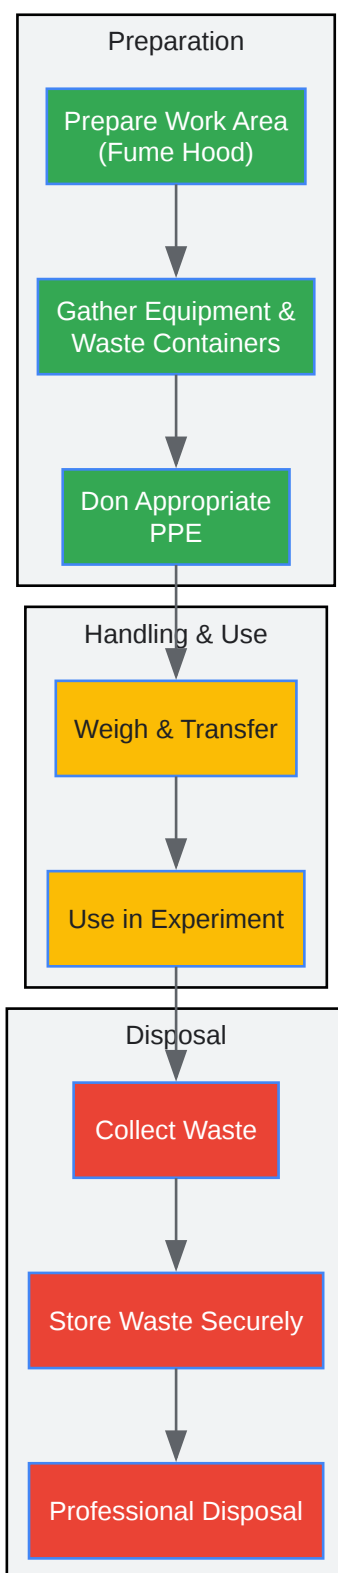 Preparation
Prepare Work Area
(Fume Hood)
Gather Equipment &
Waste Containers
Don Appropriate
PPE
Handling & Use
Weigh & Transfer
Use in Experiment
Disposal
Collect Waste
Store Waste Securely
Professional Disposal